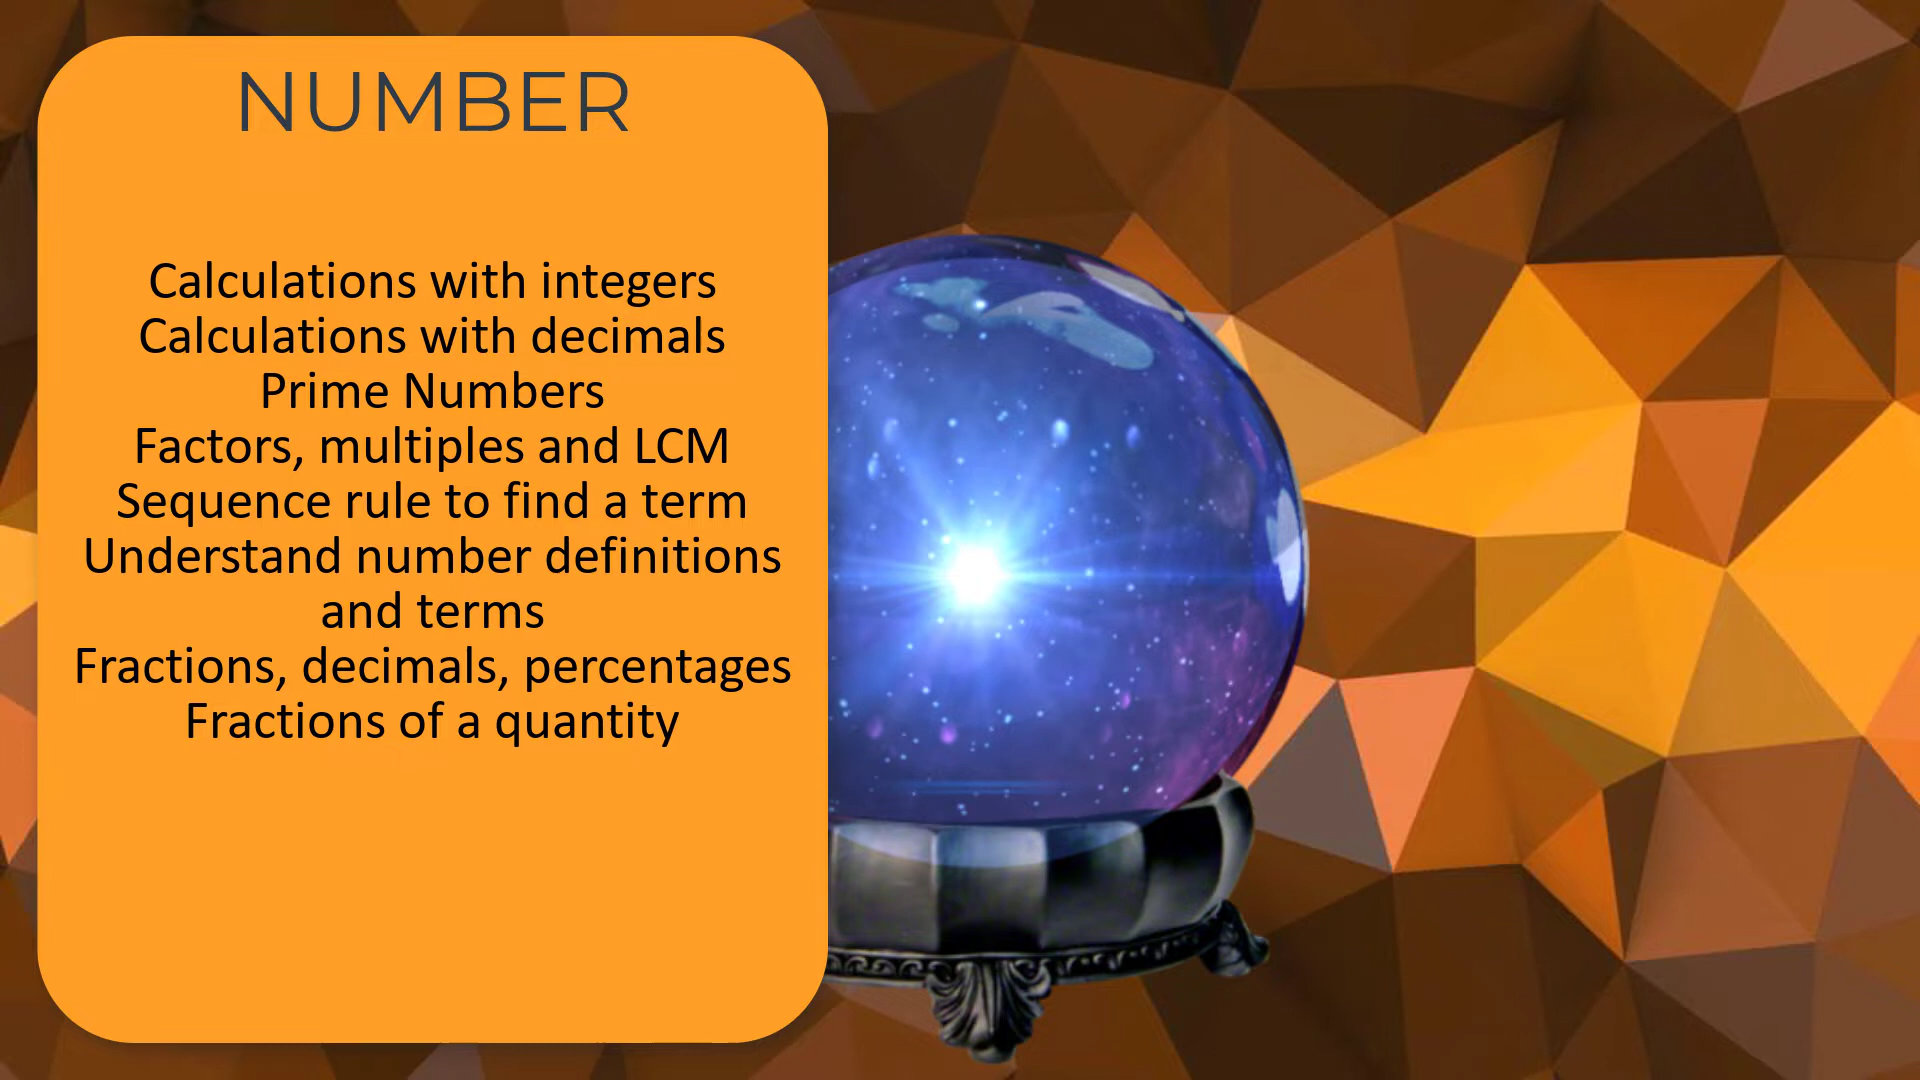 NUMBER
Calculations with integers
Calculations with decimals
Prime Numbers
Factors, multiples and LCM
Sequence rule to find a term
Understand number definitions
and terms
Fractions, decimals, percentages
Fractions of a quantity